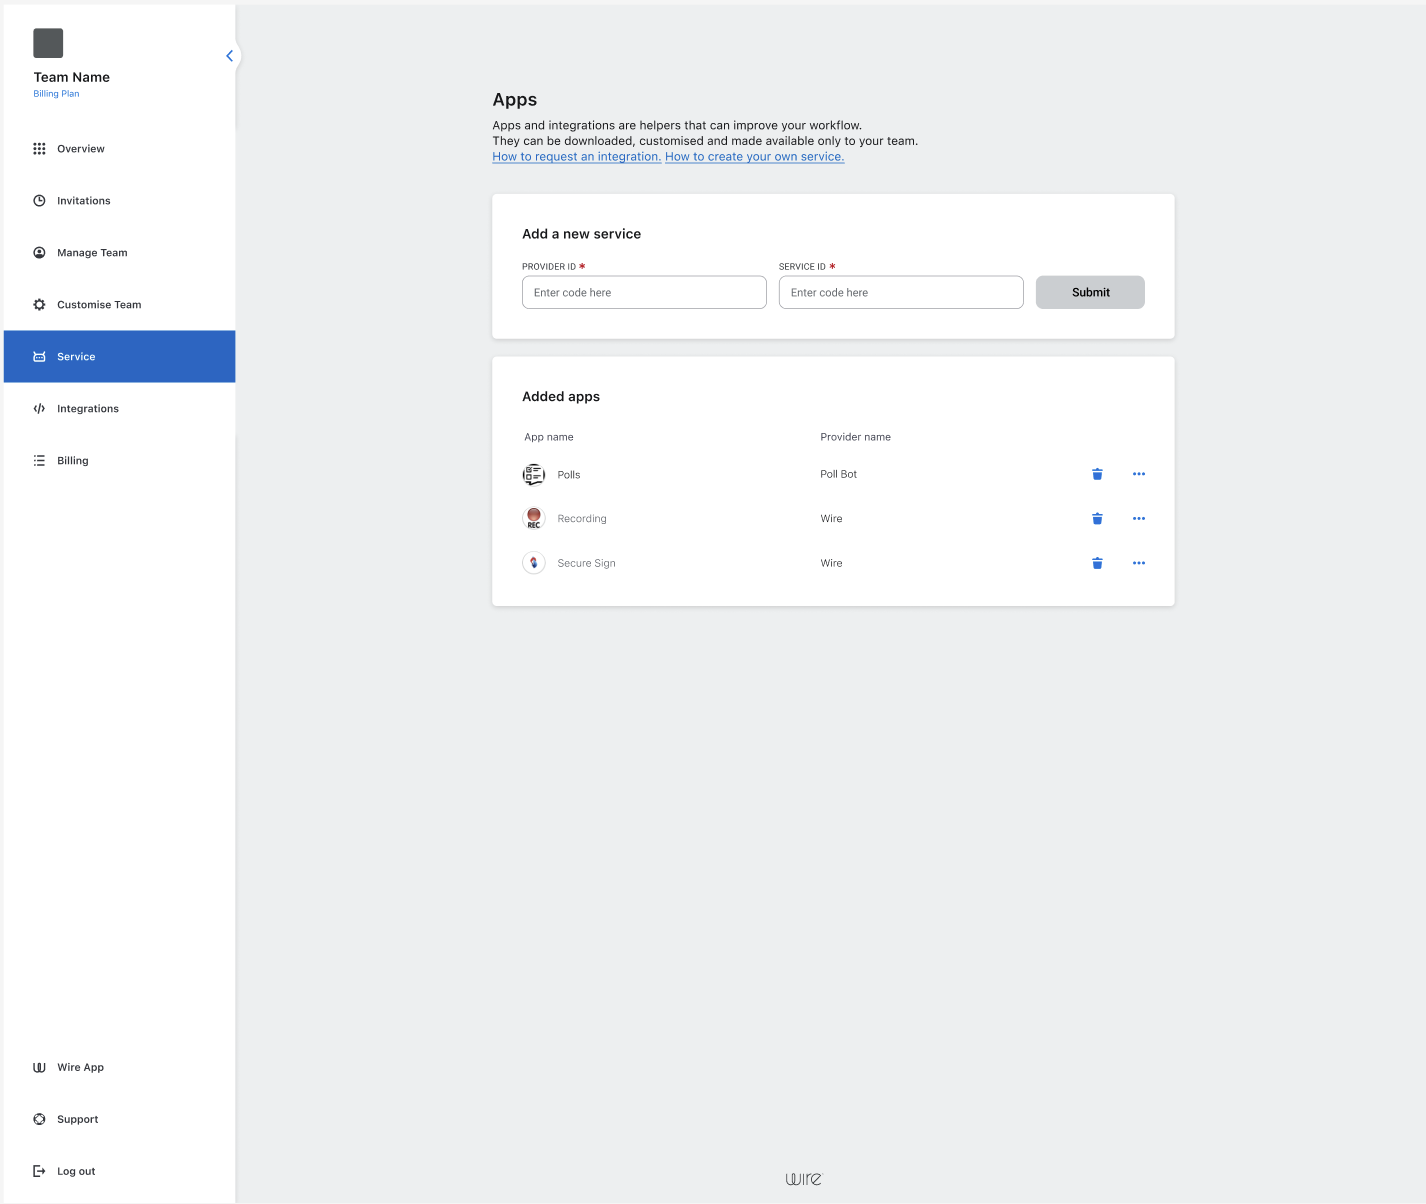 Team Name
Billing Plan
Overview
Invitations
Manage Team
Customise Team
Service
Integrations
Billing
Wire App
Support
Log out
Apps
Apps and integrations are helpers that can improve your workflow.
They can be downloaded, customised and made available only to your team.
How to request an integration. How to create your own service.
Add a new service
PROVIDER ID *
SERVICE ID *
Enter code here
Enter code here
Submit
Added apps
App name
Provider name
Polls
Poll Bot
REC
Recording
Wire
Secure Sign
Wire
wire